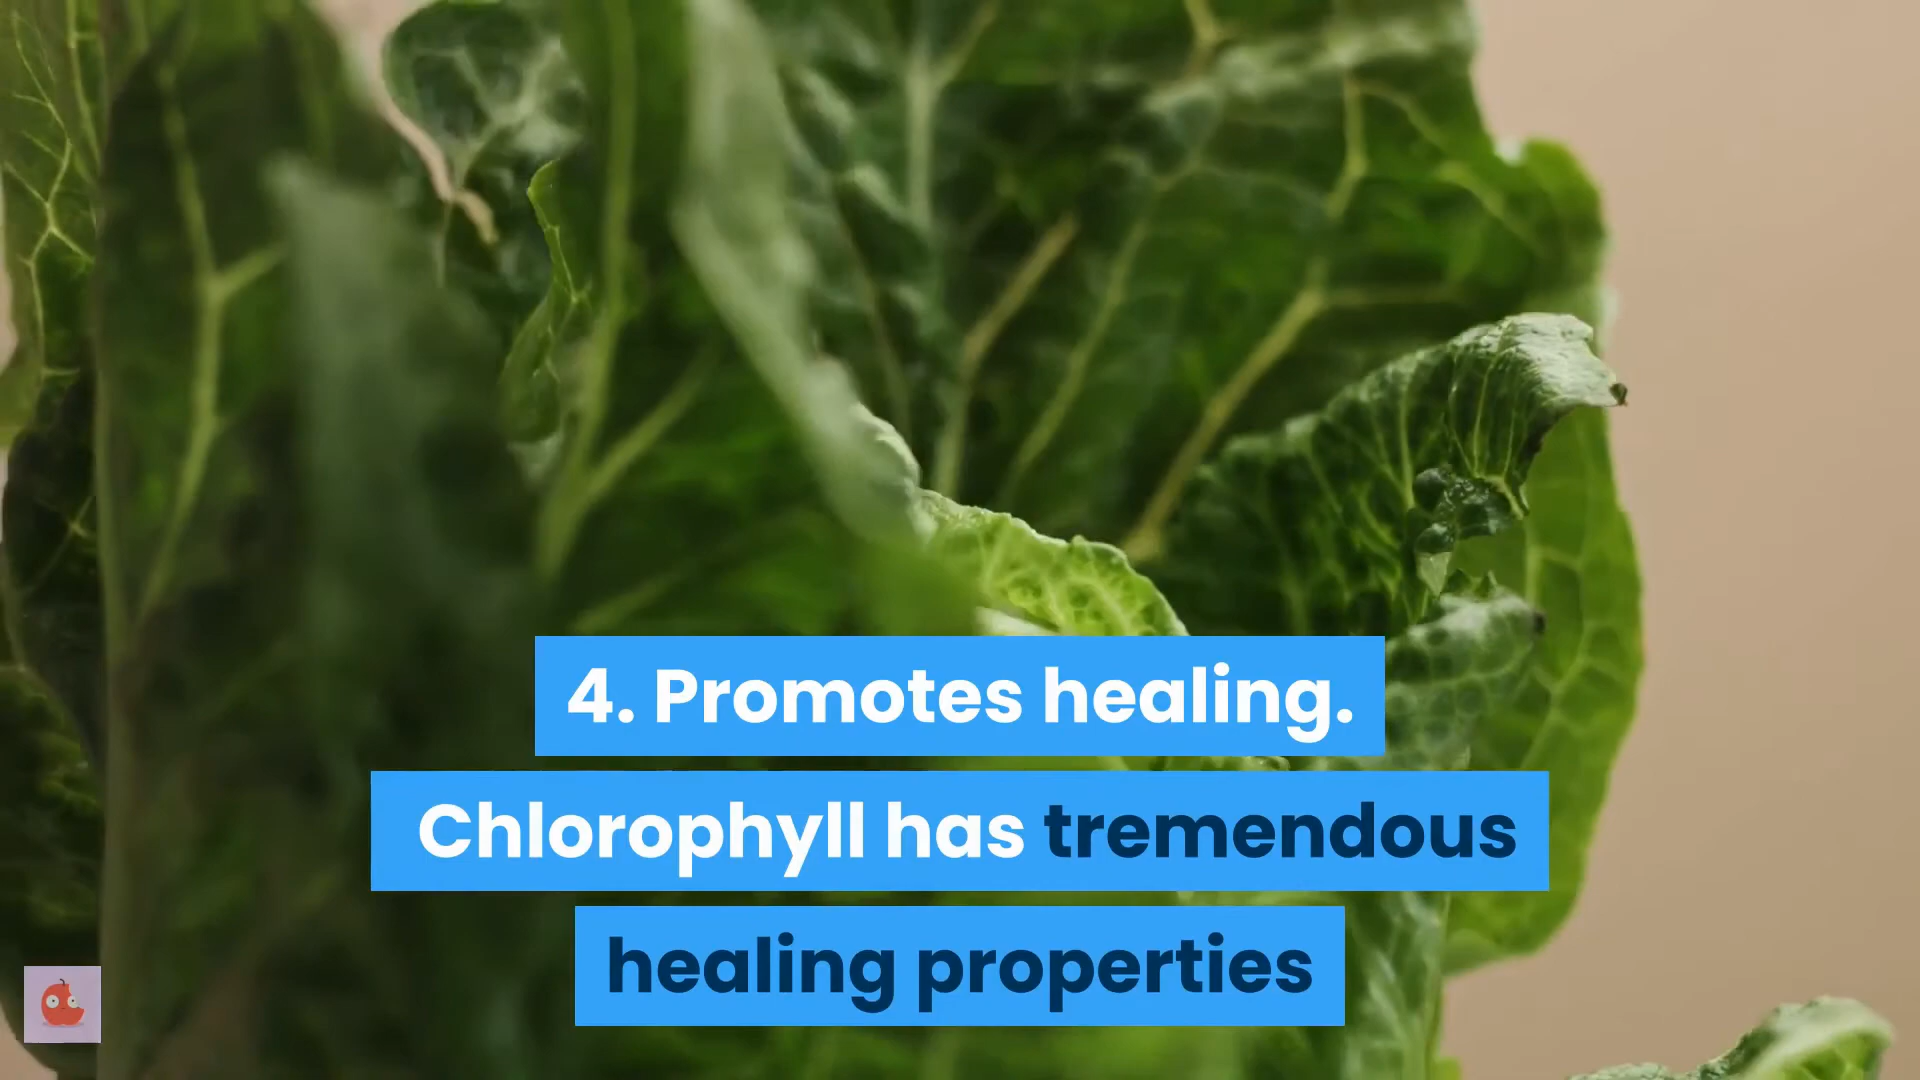 4. Promotes healing.
Chlorophyll has tremendous
healing properties